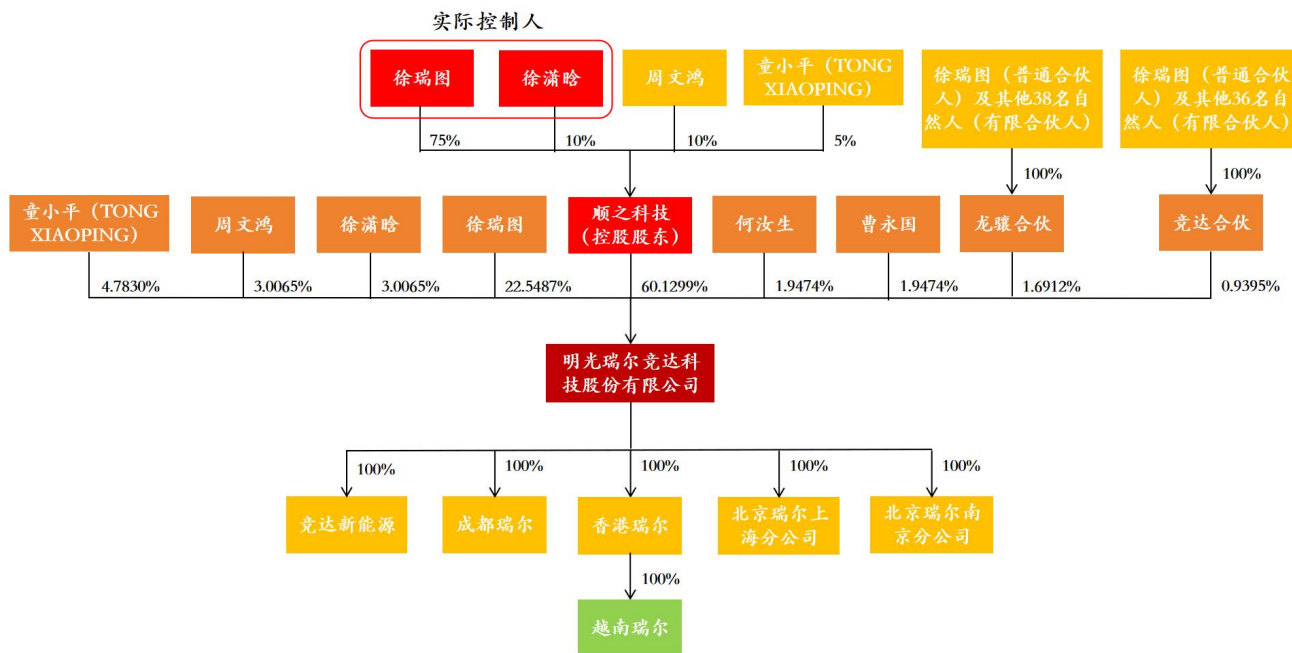 实际控制人
徐瑞图
徐潇晗
周文鸿
童小平（TONG
XIAOPING）
徐瑞图（普通合伙
人）及其他38名自
然人（有限合伙人）
徐瑞图（普通合伙
人）及其他36名自
然人（有限合伙人）
75%
10%
10%
5%
100%
100%
童小平（TONG
XIAOPING）
周文鸿
徐潇晗
徐瑞图
顺之科技
（控股股东）
何汝生
曹永国
龙骧合伙
竞达合伙
4.7830%
3.0065%
3.0065%
22.5487%
60.1299%
1.9474%
1.9474%
1.6912%
0.9395%
明光瑞尔竞达科
技股份有限公司
100%
100%
100%
100%
100%
竞达新能源
成都瑞尔
香港瑞尔
北京瑞尔上
海分公司
北京瑞尔南
京分公司
100%
越南瑞尔